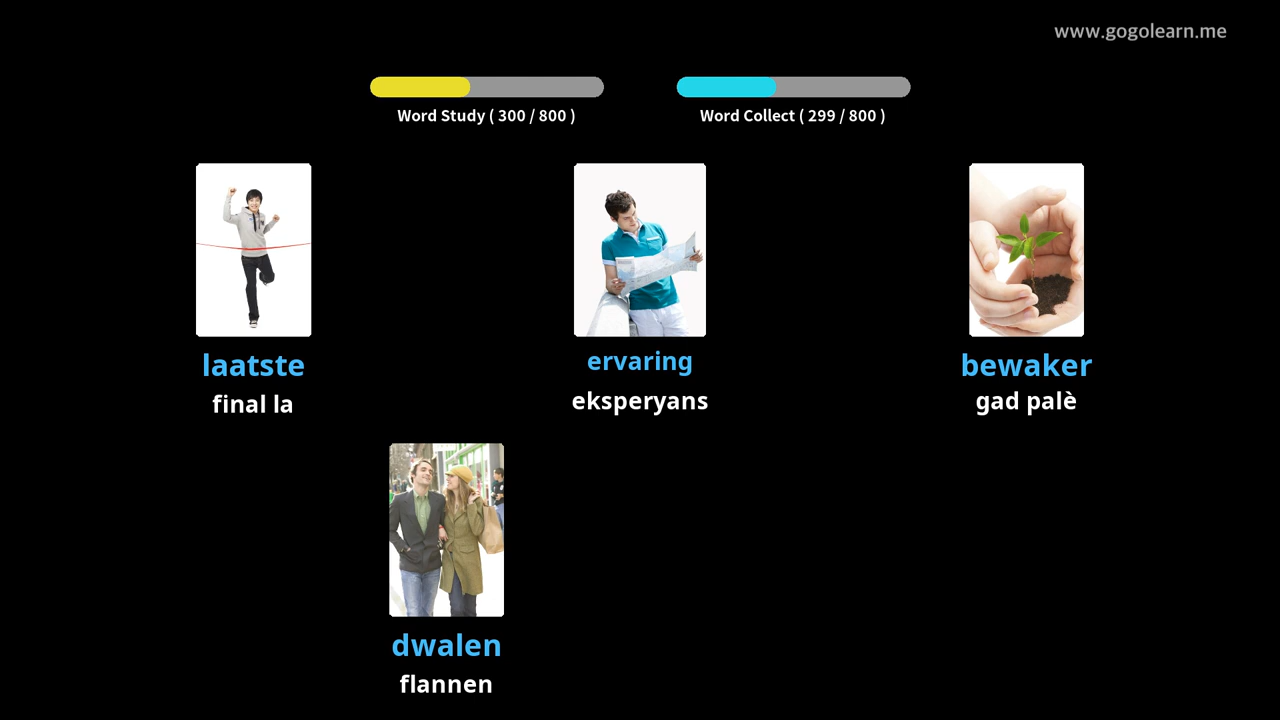 www.gogolearn.me
Word Study ( 300 / 800 )
Word Collect ( 299 / 800 )
laatste
final la
ervaring
eksperyans
bewaker
gad palè
dwalen
flannen